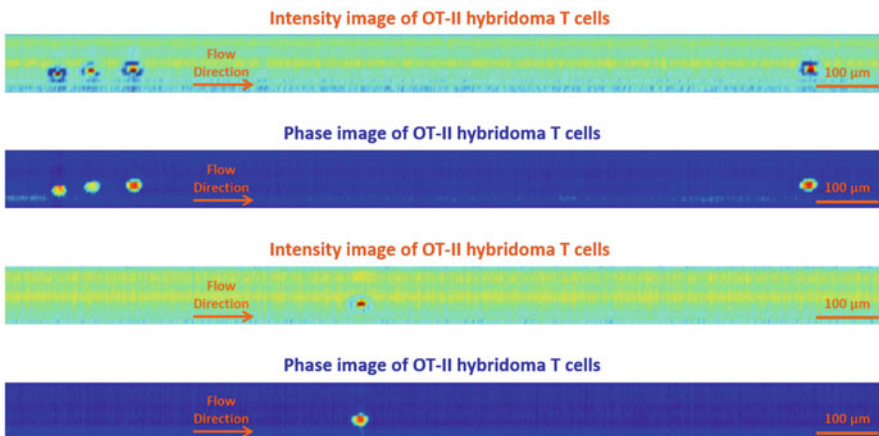 Intensity image of OT-II hybridoma T cells
Flow
Direction
100 µm
Phase image of OT-II hybridoma T cells
Flow
Direction
100 µm
Intensity image of OT-II hybridoma T cells
Flow
Direction
100 µm
Phase image of OT-II hybridoma T cells
Flow
Direction
100 µm